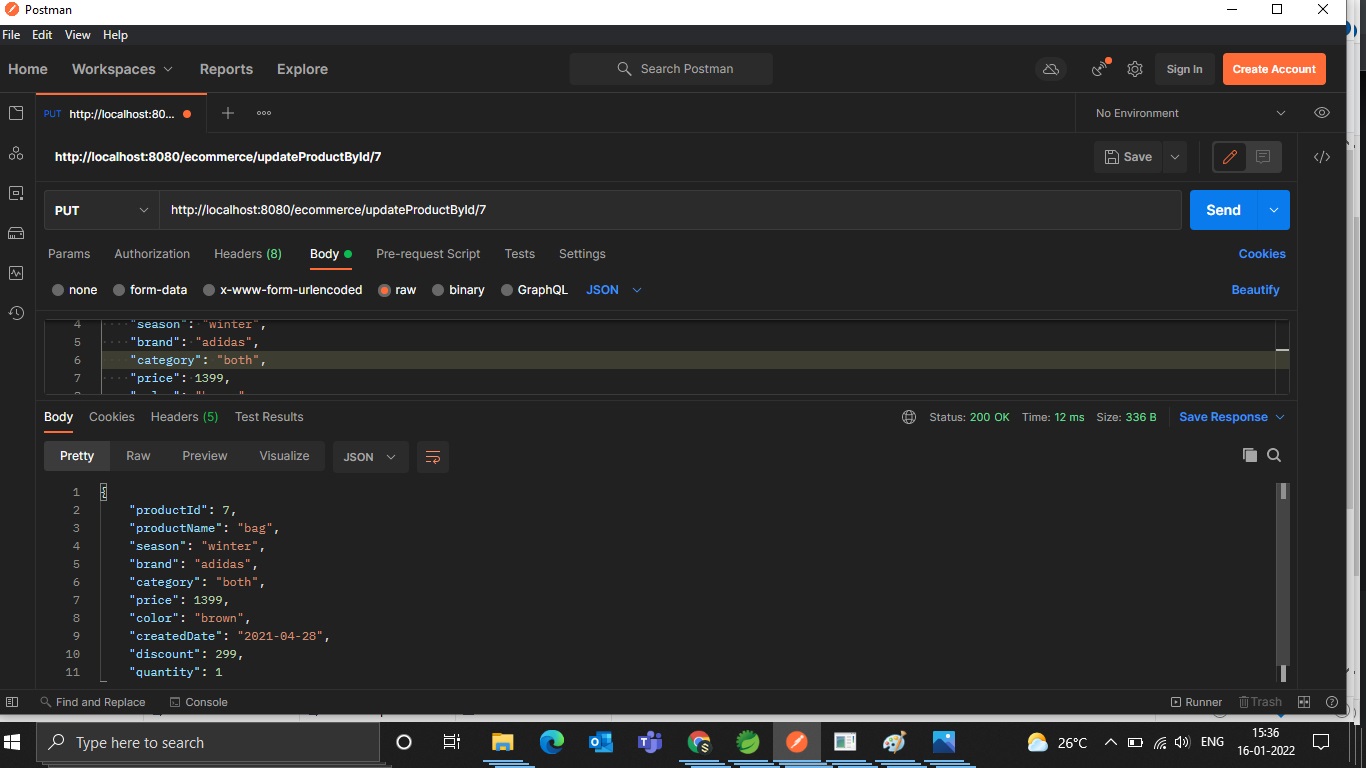 Postman
File Edit View Help
Home Workspaces Reports Explore Search Postman Sign In Create Account
PUT http://localhost:80... No Environment
http://localhost:8080/ecommerce/updateProductById/7 Save
PUT http://localhost:8080/ecommerce/updateProductById/7 Send
Params Authorization Headers (8) Body Pre-request Script Tests Settings Cookies
none form-data x-www-form-urlencoded raw binary GraphQL JSON Beautify
4 "season": "winter",
5 "brand": "adidas",
6 "category": "both",
7 "price": 1399,
Body Cookies Headers (5) Test Results Status: 200 OK Time: 12 ms Size: 336 B Save Response
Pretty Raw Preview Visualize JSON
1 {
2 "productId": 7,
3 "productName": "bag",
4 "season": "winter",
5 "brand": "adidas",
6 "category": "both",
7 "price": 1399,
8 "color": "brown",
9 "createdDate": "2021-04-28",
10 "discount": 299,
11 "quantity": 1
Find and Replace Console Runner Trash
Type here to search 26°C ENG 15:36
16-01-2022